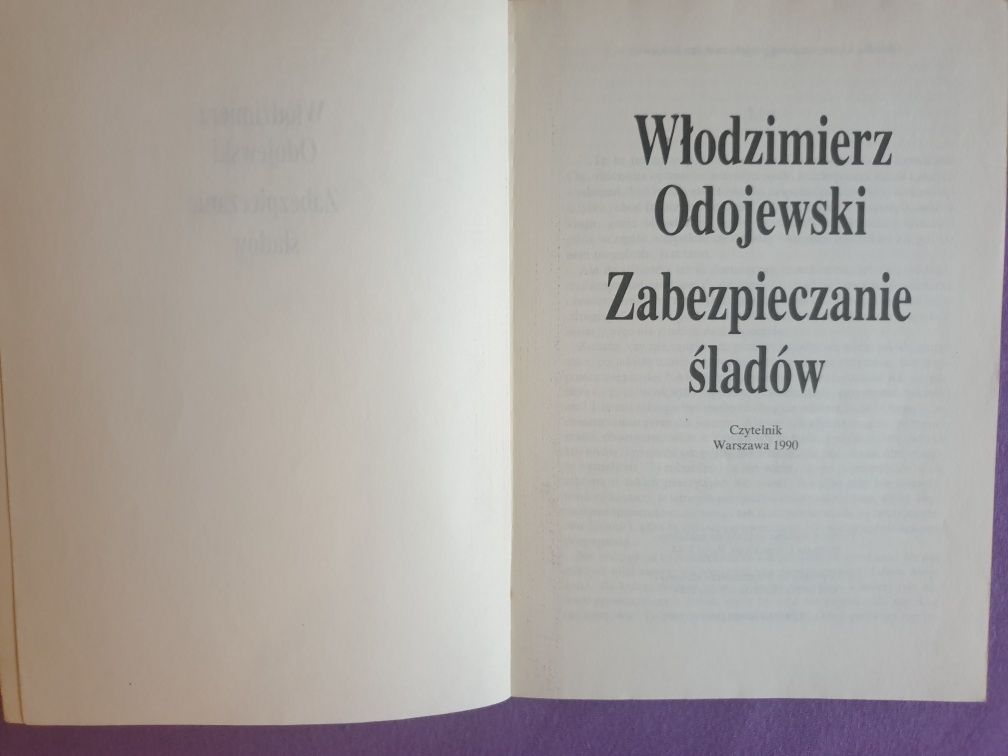 Włodzimierz
Odojewski
Zabezpieczanie
śladów
Czytelnik
Warszawa 1990